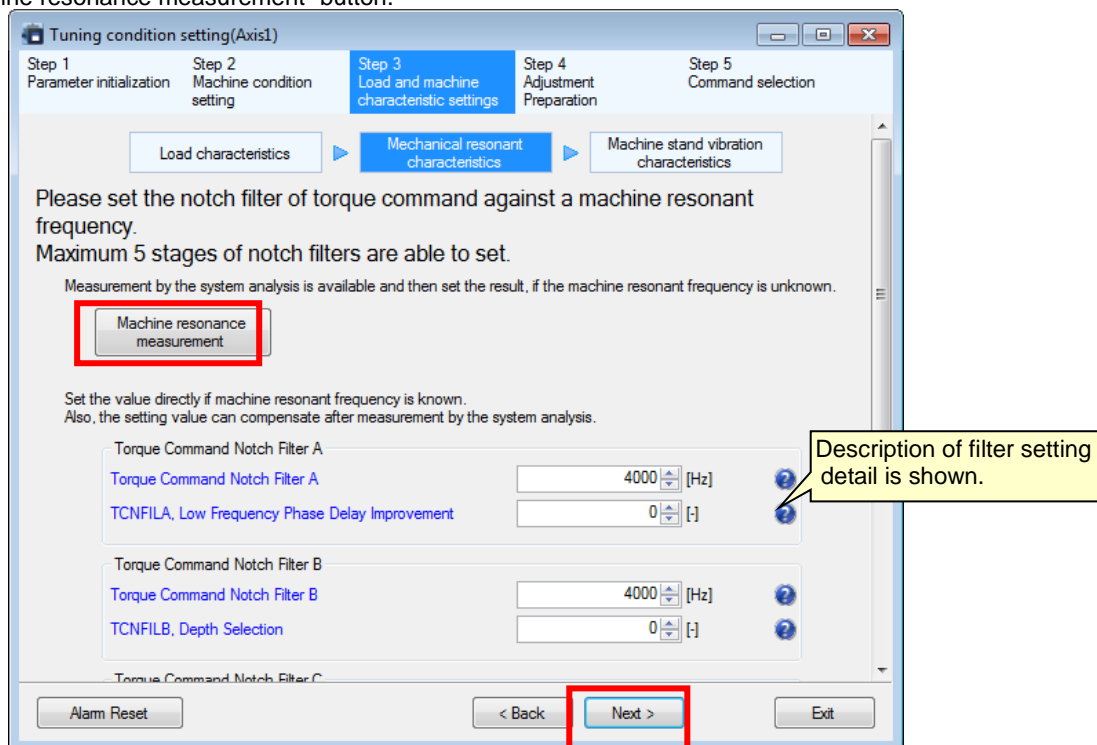 ine resonance measurement" button.
Tuning condition setting(Axis1)
Step 1
Parameter initialization
Step 2
Machine condition
setting
Step 3
Load and machine
characteristic settings
Step 4
Adjustment
Preparation
Step 5
Command selection
Load characteristics
Mechanical resonant
characteristics
Machine stand vibration
characteristics
Please set the notch filter of torque command against a machine resonant
frequency.
Maximum 5 stages of notch filters are able to set.
Measurement by the system analysis is available and then set the result, if the machine resonant frequency is unknown.
Machine resonance
measurement
Set the value directly if machine resonant frequency is known.
Also, the setting value can compensate after measurement by the system analysis.
Torque Command Notch Filter A
Torque Command Notch Filter A 4000 [Hz]
TCNFILA, Low Frequency Phase Delay Improvement 0 [-]
Description of filter setting
detail is shown.
Torque Command Notch Filter B
Torque Command Notch Filter B 4000 [Hz]
TCNFILB, Depth Selection 0 [-]
Torque Command Notch Filter C
Alarm Reset
< Back
Next >
Exit